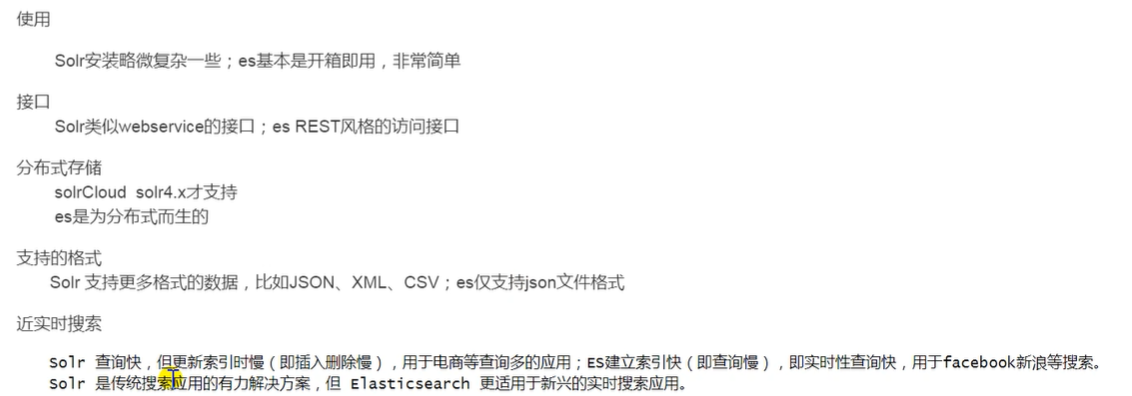 使用
Solr安装略微复杂一些；es基本是开箱即用，非常简单
接口
Solr类似webservice的接口；es REST风格的访问接口
分布式存储
solrCloud solr4.x才支持
es是为分布式而生的
支持的格式
Solr 支持更多格式的数据，比如JSON、XML、CSV；es仅支持json文件格式
近实时搜索
Solr 查询快，但更新索引时慢（即插入删除慢），用于电商等查询多的应用；ES建立索引快（即查询慢），即实时性查询快，用于facebook新浪等搜索。
Solr 是传统搜索应用的有力解决方案，但 Elasticsearch 更适用于新兴的实时搜索应用。